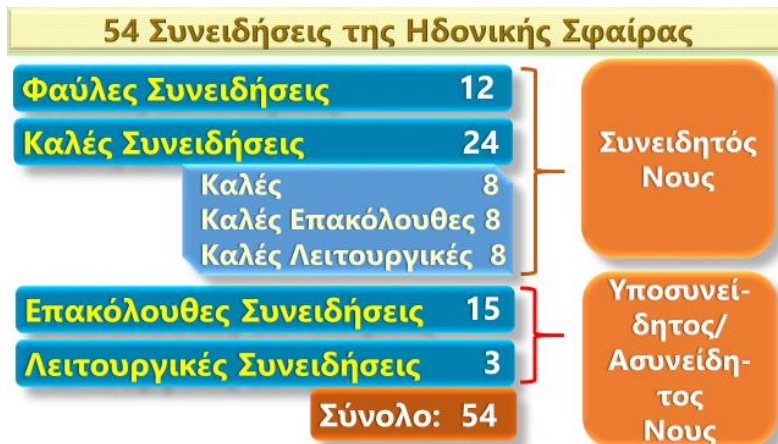 54 Συνειδήσεις της Ηδονικής Σφαίρας
Φαύλες Συνειδήσεις 12
Καλές Συνειδήσεις 24
Καλές 8
Καλές Επακόλουθες 8
Καλές Λειτουργικές 8
Συνειδητός
Νους
Επακόλουθες Συνειδήσεις 15
Λειτουργικές Συνειδήσεις 3
Σύνολο: 54
Υποσυνεί-
δητος/
Ασυνείδη-
τος
Νους